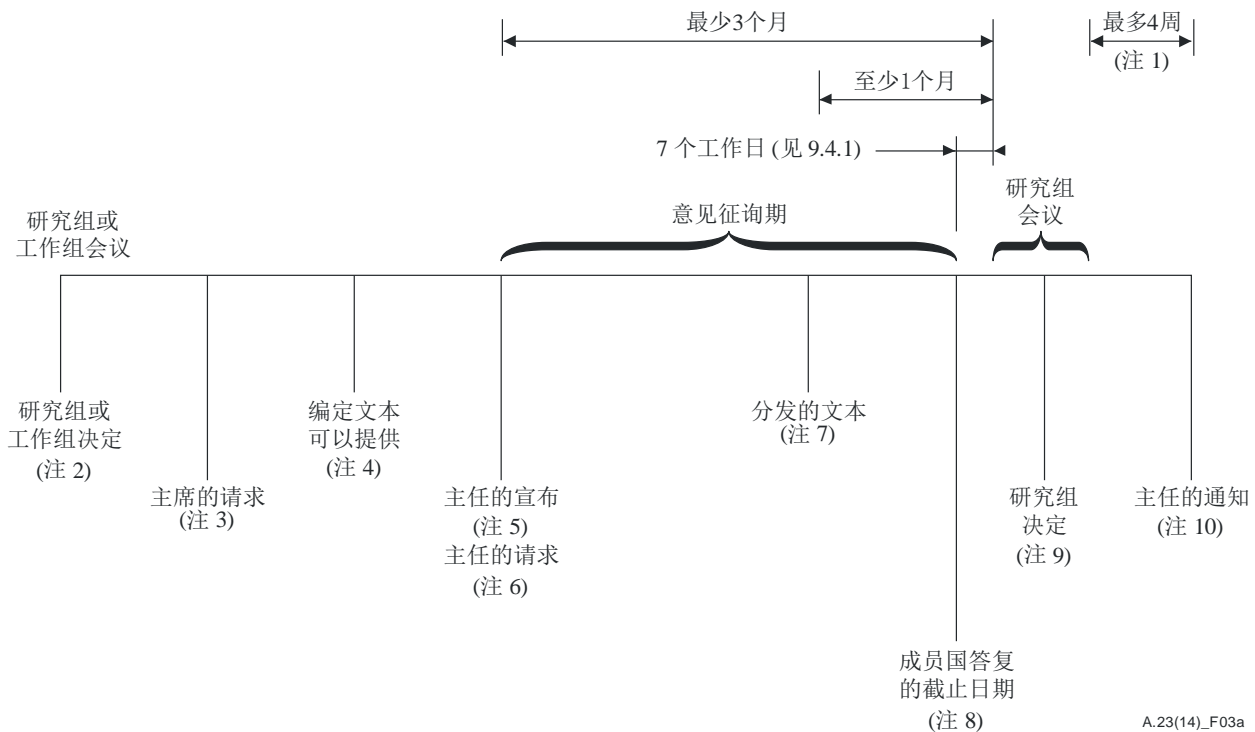 最少3个月
最多4周
(注 1)
至少1个月
7 个工作日 (见 9.4.1)
研究组
会议
意见征询期
研究组或
工作组会议
研究组或
工作组决定
(注 2)
主席的请求
(注 3)
编定文本
可以提供
(注 4)
主任的宣布
(注 5)
主任的请求
(注 6)
分发的文本
(注 7)
成员国答复
的截止日期
(注 8)
研究组
决定
(注 9)
主任的通知
(注 10)
A.23(14)_F03a